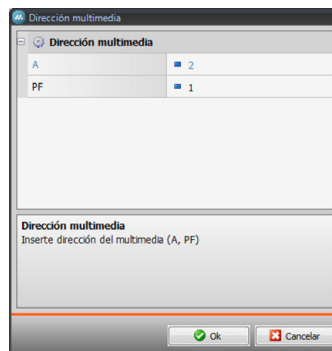 Dirección multimedia
Dirección multimedia
A 2
PF 1
Dirección multimedia
Inserte dirección del multimedia (A, PF)
Ok Cancelar